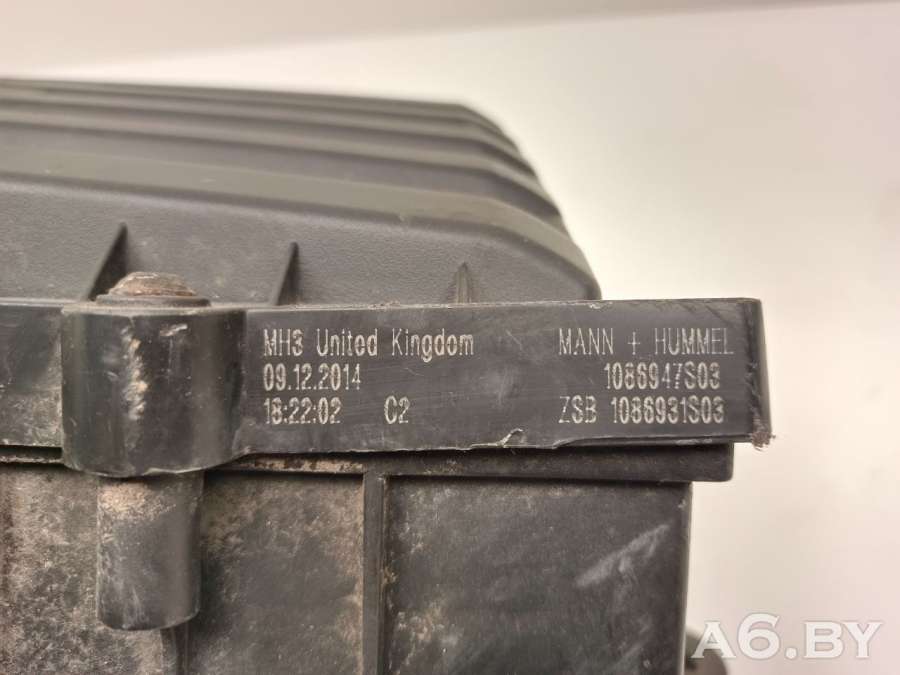 MH3 United Kingdom MANN + HUMMEL
09.12.2014 1086947S03
18:22:02 C2 ZSB 1086931S03
A6.BY